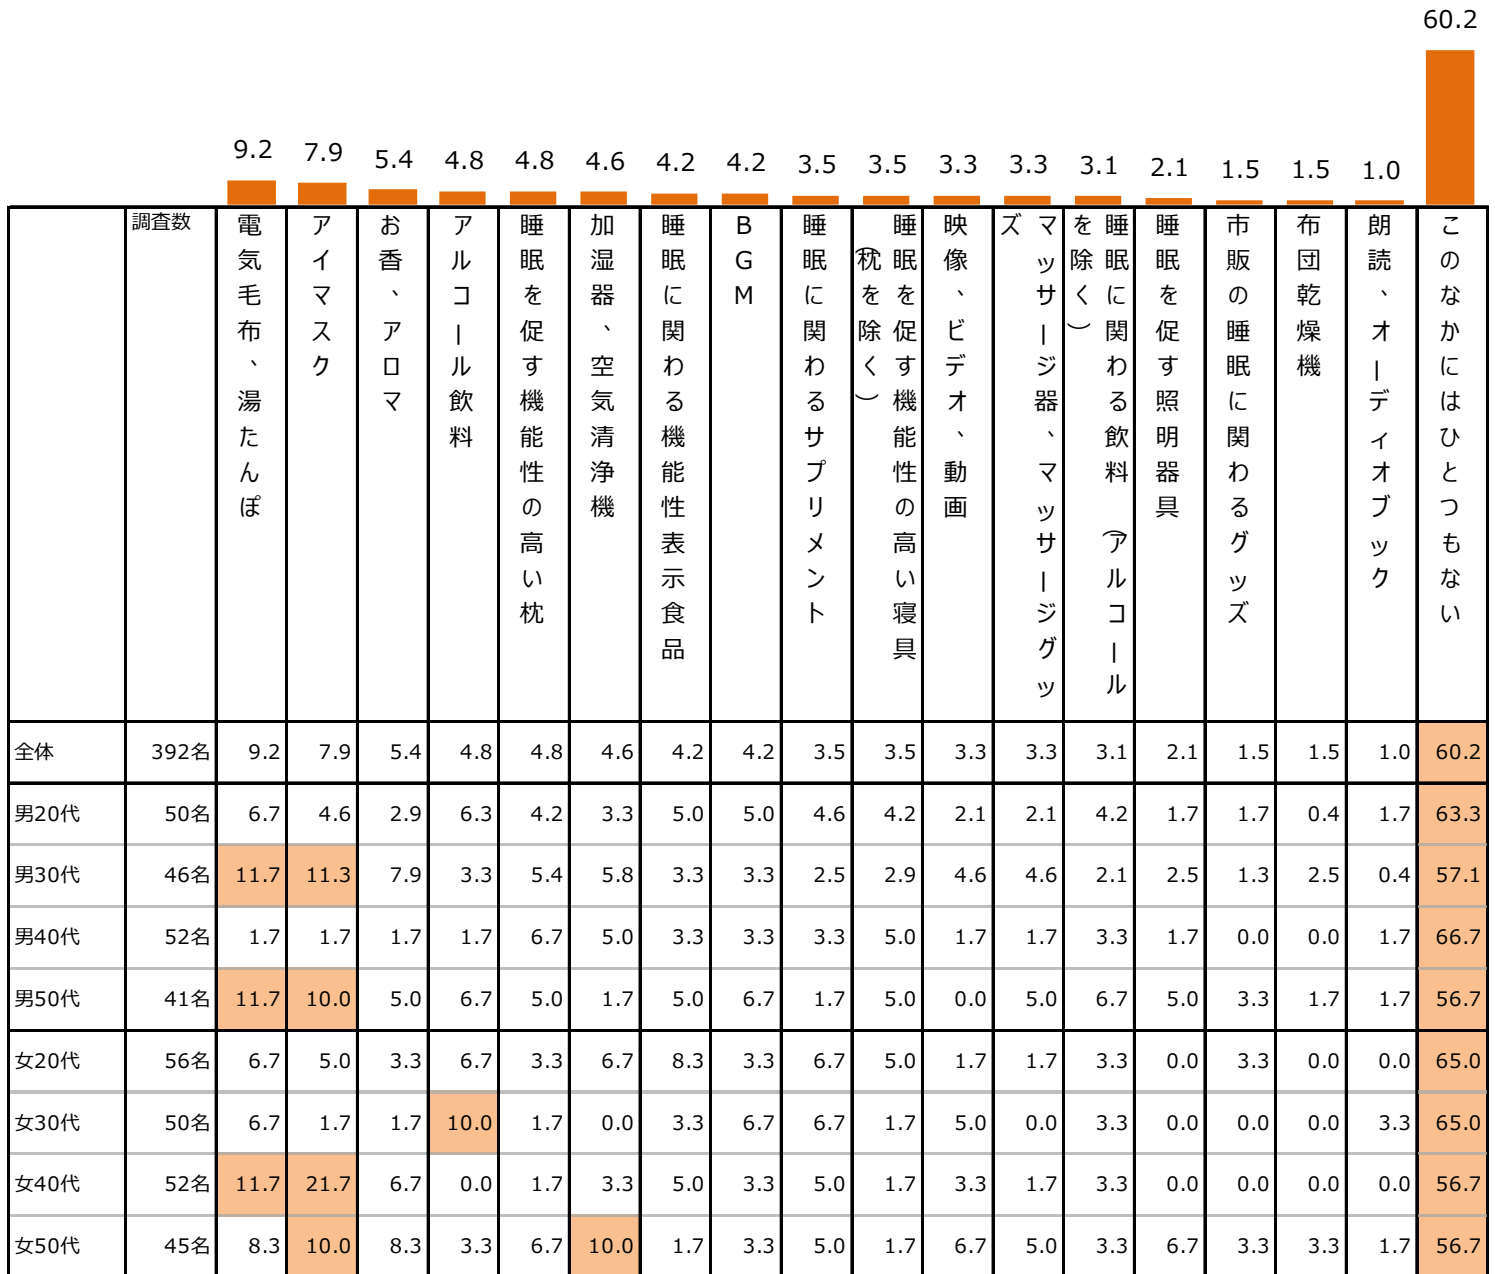 60.2
9.2 7.9 5.4 4.8 4.8 4.6 4.2 4.2 3.5 3.5 3.3 3.3 3.1 2.1 1.5 1.5 1.0
調査数
電気毛布、湯たんぽ
アイマスク
お香、アロマ
アルコール飲料
睡眠を促す機能性の高い枕
加湿器、空気清浄機
睡眠に関わる機能性表示食品
BGM
睡眠に関わるサプリメント
睡眠を促す機能性の高い寝具
(枕を除く)
映像、ビデオ、動画
マッサージ器、マッサージグッ
ズ
睡眠に関わる飲料 (アルコール
を除く)
睡眠を促す照明器具
市販の睡眠に関わるグッズ
布団乾燥機
朗読、オーディオブック
このなかにはひとつもない
全体 392名 9.2 7.9 5.4 4.8 4.8 4.6 4.2 4.2 3.5 3.5 3.3 3.3 3.1 2.1 1.5 1.5 1.0 60.2
男20代 50名 6.7 4.6 2.9 6.3 4.2 3.3 5.0 5.0 4.6 4.2 2.1 2.1 4.2 1.7 1.7 0.4 1.7 63.3
男30代 46名 11.7 11.3 7.9 3.3 5.4 5.8 3.3 3.3 2.5 2.9 4.6 4.6 2.1 2.5 1.3 2.5 0.4 57.1
男40代 52名 1.7 1.7 1.7 1.7 6.7 5.0 3.3 3.3 3.3 5.0 1.7 1.7 3.3 1.7 0.0 0.0 1.7 66.7
男50代 41名 11.7 10.0 5.0 6.7 5.0 1.7 5.0 6.7 1.7 5.0 0.0 5.0 6.7 5.0 3.3 1.7 1.7 56.7
女20代 56名 6.7 5.0 3.3 6.7 3.3 6.7 8.3 3.3 6.7 5.0 1.7 1.7 3.3 0.0 3.3 0.0 0.0 65.0
女30代 50名 6.7 1.7 1.7 10.0 1.7 0.0 3.3 6.7 6.7 1.7 5.0 0.0 3.3 0.0 0.0 0.0 3.3 65.0
女40代 52名 11.7 21.7 6.7 0.0 1.7 3.3 5.0 3.3 5.0 1.7 3.3 1.7 3.3 0.0 0.0 0.0 0.0 56.7
女50代 45名 8.3 10.0 8.3 3.3 6.7 10.0 1.7 3.3 5.0 1.7 6.7 5.0 3.3 6.7 3.3 3.3 1.7 56.7